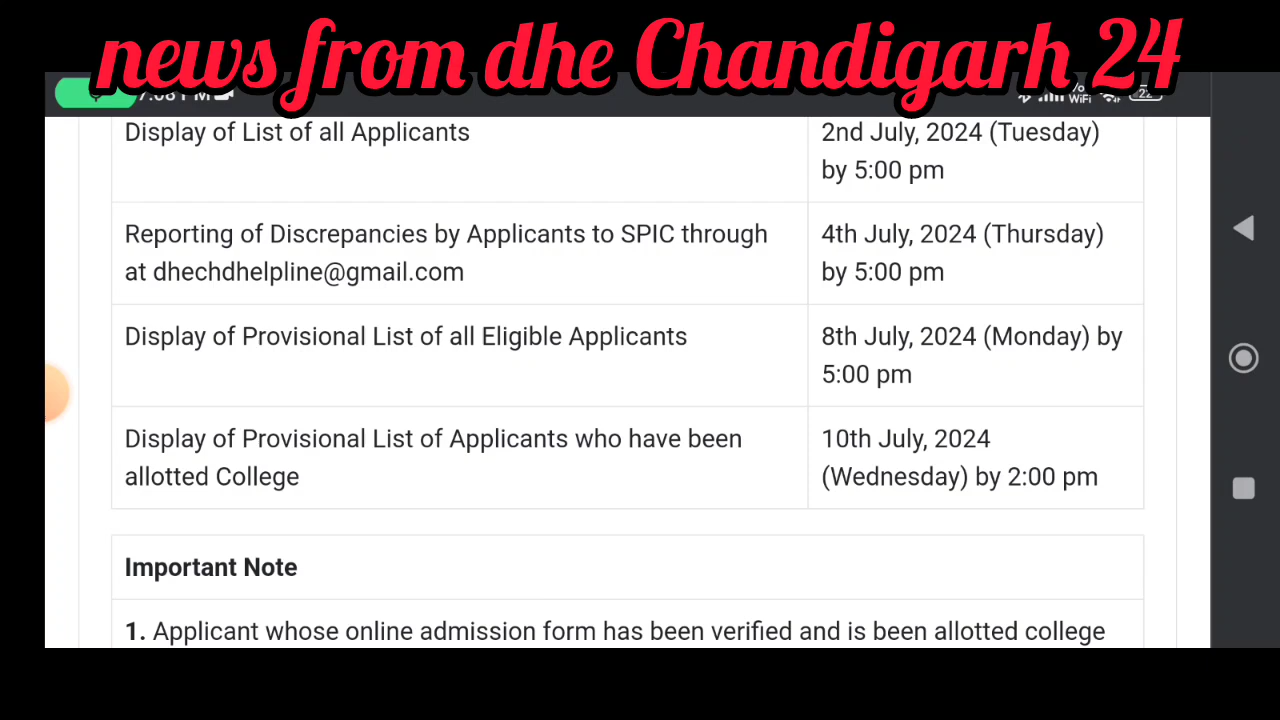 news from dhe Chandigarh 24
WiFi
22
Display of List of all Applicants
2nd July, 2024 (Tuesday)
by 5:00 pm
Reporting of Discrepancies by Applicants to SPIC through
at dhechdhelpline@gmail.com
4th July, 2024 (Thursday)
by 5:00 pm
Display of Provisional List of all Eligible Applicants
8th July, 2024 (Monday) by
5:00 pm
Display of Provisional List of Applicants who have been
allotted College
10th July, 2024
(Wednesday) by 2:00 pm
Important Note
1. Applicant whose online admission form has been verified and is been allotted college